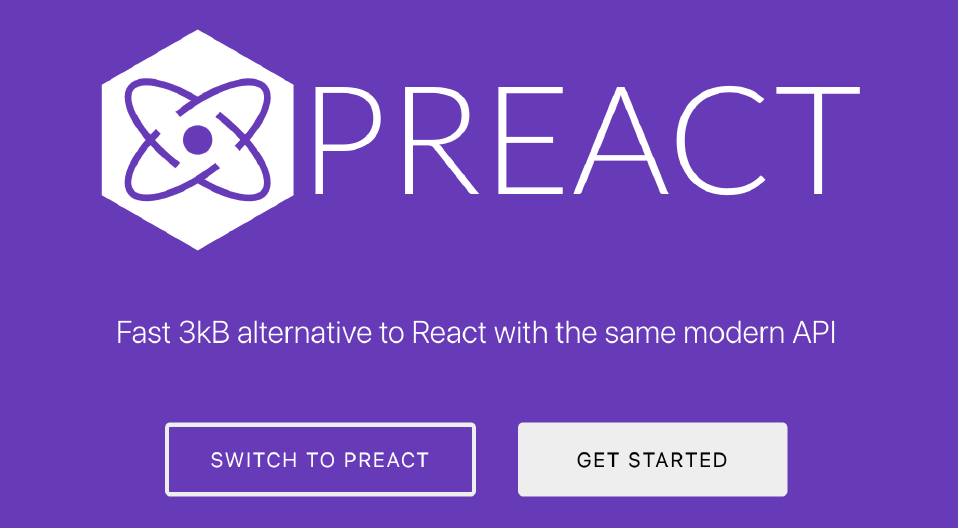 PREACT
Fast 3kB alternative to React with the same modern API
SWITCH TO PREACT
GET STARTED